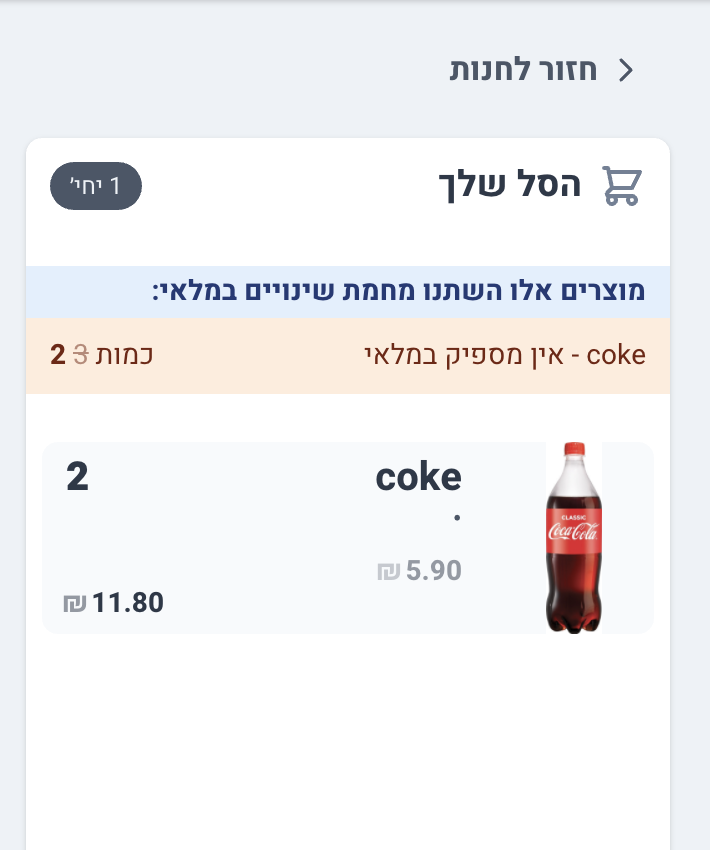 חזור לחנות
הסל שלך
1 יחי'
מוצרים אלו השתנו מחמת שינויים במלאי:
coke - אין מספיק במלאי
כמות 3 2
coke
2
.
CLASSIC
Coca-Cola
5.90 ₪
11.80 ₪